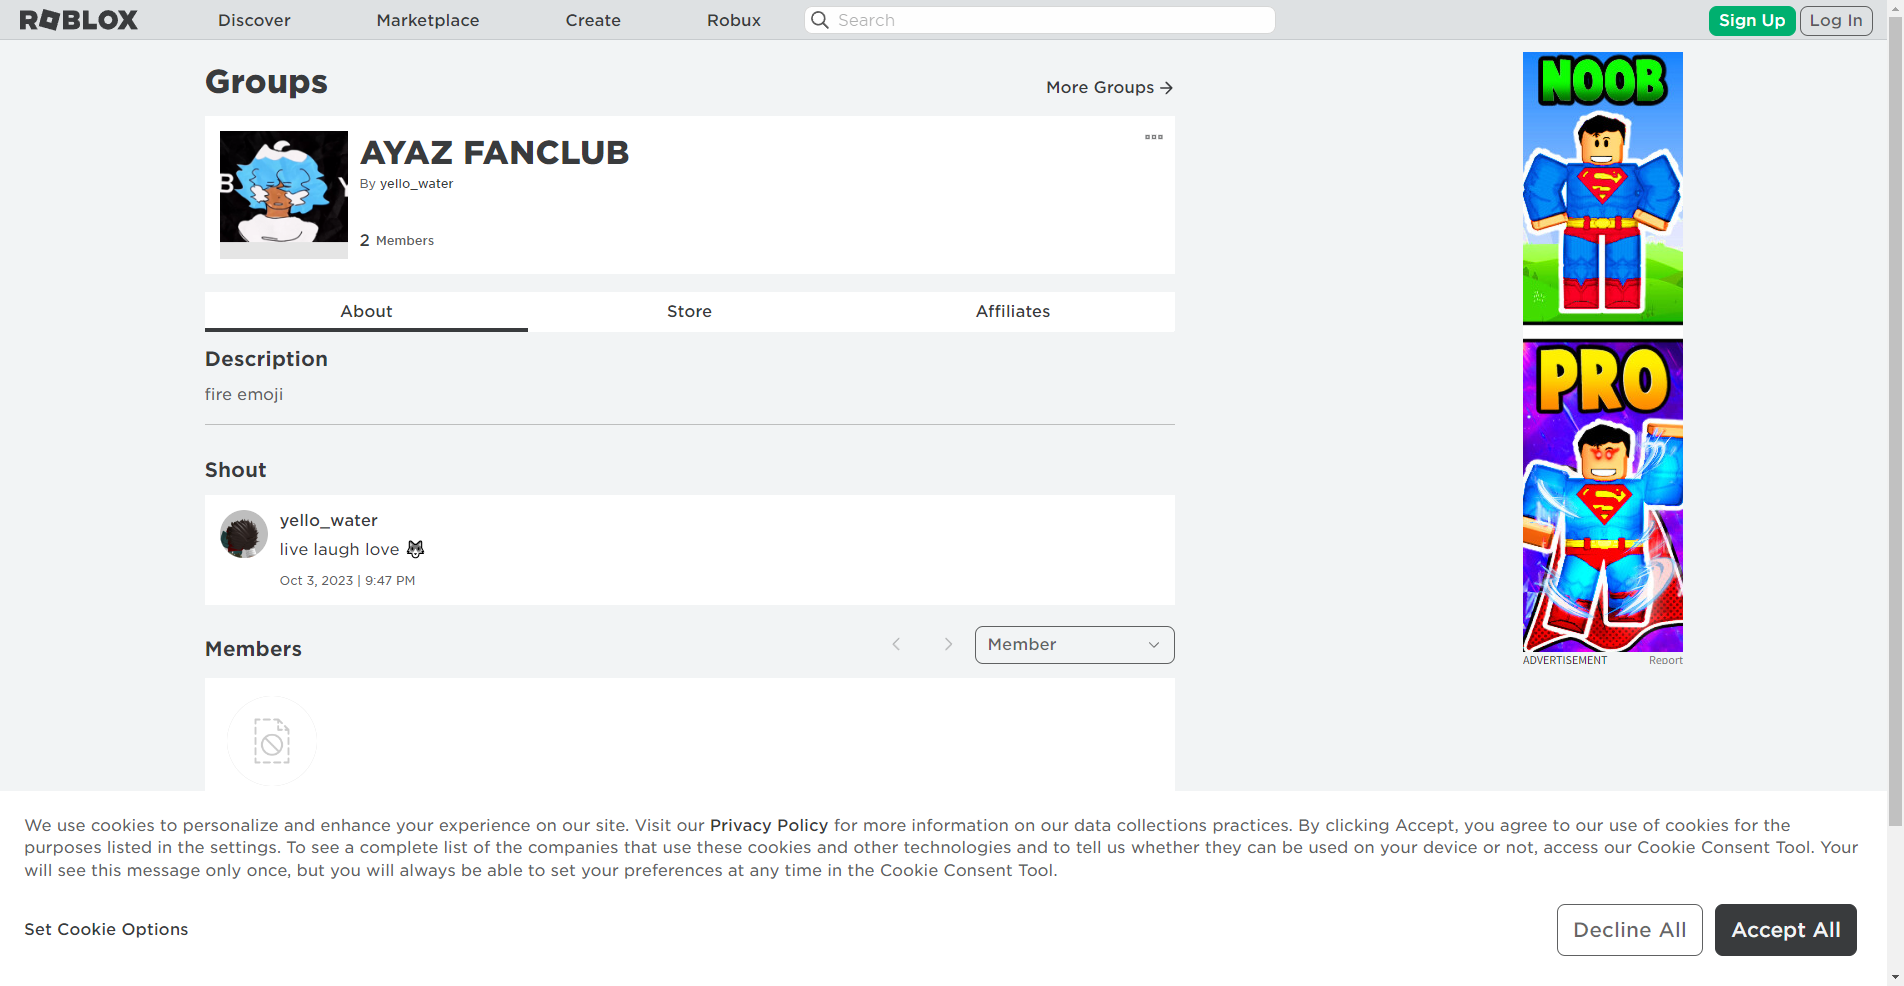 ROBLOX
Discover
Marketplace
Create
Robux
Search
Sign Up
Log In
Groups
More Groups
AYAZ FANCLUB
By yello_water
2 Members
About
Store
Affiliates
Description
fire emoji
Shout
yello_water
live laugh love 🐺
Oct 3, 2023 | 9:47 PM
Members
Member
NOOB
PRO
ADVERTISEMENT
Report
We use cookies to personalize and enhance your experience on our site. Visit our Privacy Policy for more information on our data collections practices. By clicking Accept, you agree to our use of cookies for the
purposes listed in the settings. To see a complete list of the companies that use these cookies and other technologies and to tell us whether they can be used on your device or not, access our Cookie Consent Tool. Your
will see this message only once, but you will always be able to set your preferences at any time in the Cookie Consent Tool.
Set Cookie Options
Decline All
Accept All